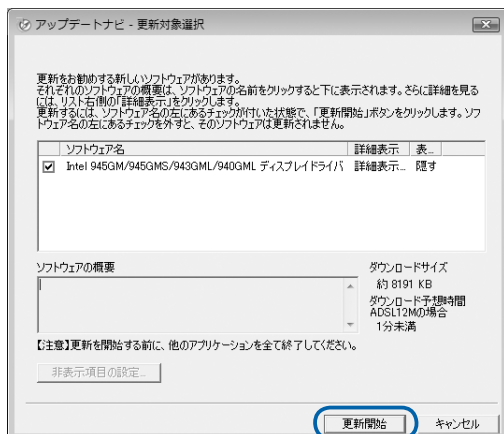 アップデートナビ - 更新対象選択
更新をお勧めする新しいソフトウェアがあります。
それぞれのソフトウェアの概要は、ソフトウェアの名前をクリックすると下に表示されます。さらに詳細を見る
には、リスト右側の「詳細表示」をクリックします。
更新するには、ソフトウェア名の左にあるチェックが付いた状態で、「更新開始」ボタンをクリックします。ソフ
トウェア名の左にあるチェックを外すと、そのソフトウェアは更新されません。
ソフトウェア名 詳細表示 表...
Intel 945GM/945GMS/943GML/940GML ディスプレイドライバ 詳細表示... 隠す
ソフトウェアの概要
ダウンロードサイズ
約 8191 KB
ダウンロード予想時間
ADSL12Mの場合
1分未満
【注意】更新を開始する前に、他のアプリケーションを全て終了してください。
非表示項目の設定...
更新開始 キャンセル